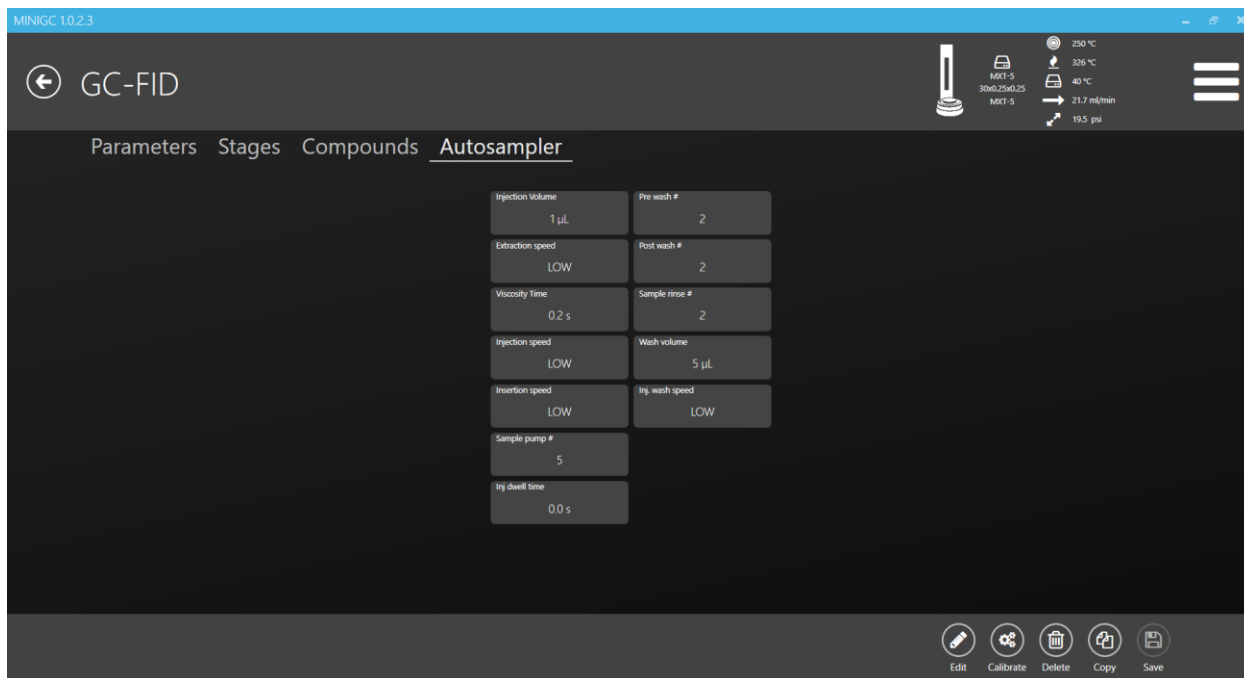 MINIGC 1.0.2.3
GC-FID
MXT-5
30x0.25x0.25
MXT-5
250 °C
326 °C
40 °C
21.7 ml/min
19.5 psi
Parameters Stages Compounds Autosampler
Injection Volume
1 µL
Pre wash #
2
Extraction speed
LOW
Post wash #
2
Viscosity Time
0.2 s
Sample rinse #
2
Injection speed
LOW
Wash volume
5 µL
Insertion speed
LOW
Inj. wash speed
LOW
Sample pump #
5
Inj dwell time
0.0 s
Edit Calibrate Delete Copy Save